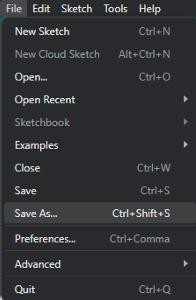 File Edit Sketch Tools Help
New Sketch Ctrl+N
New Cloud Sketch Alt+Ctrl+N
Open... Ctrl+O
Open Recent
Sketchbook
Examples
Close Ctrl+W
Save Ctrl+S
Save As... Ctrl+Shift+S
Preferences... Ctrl+Comma
Advanced
Quit Ctrl+Q